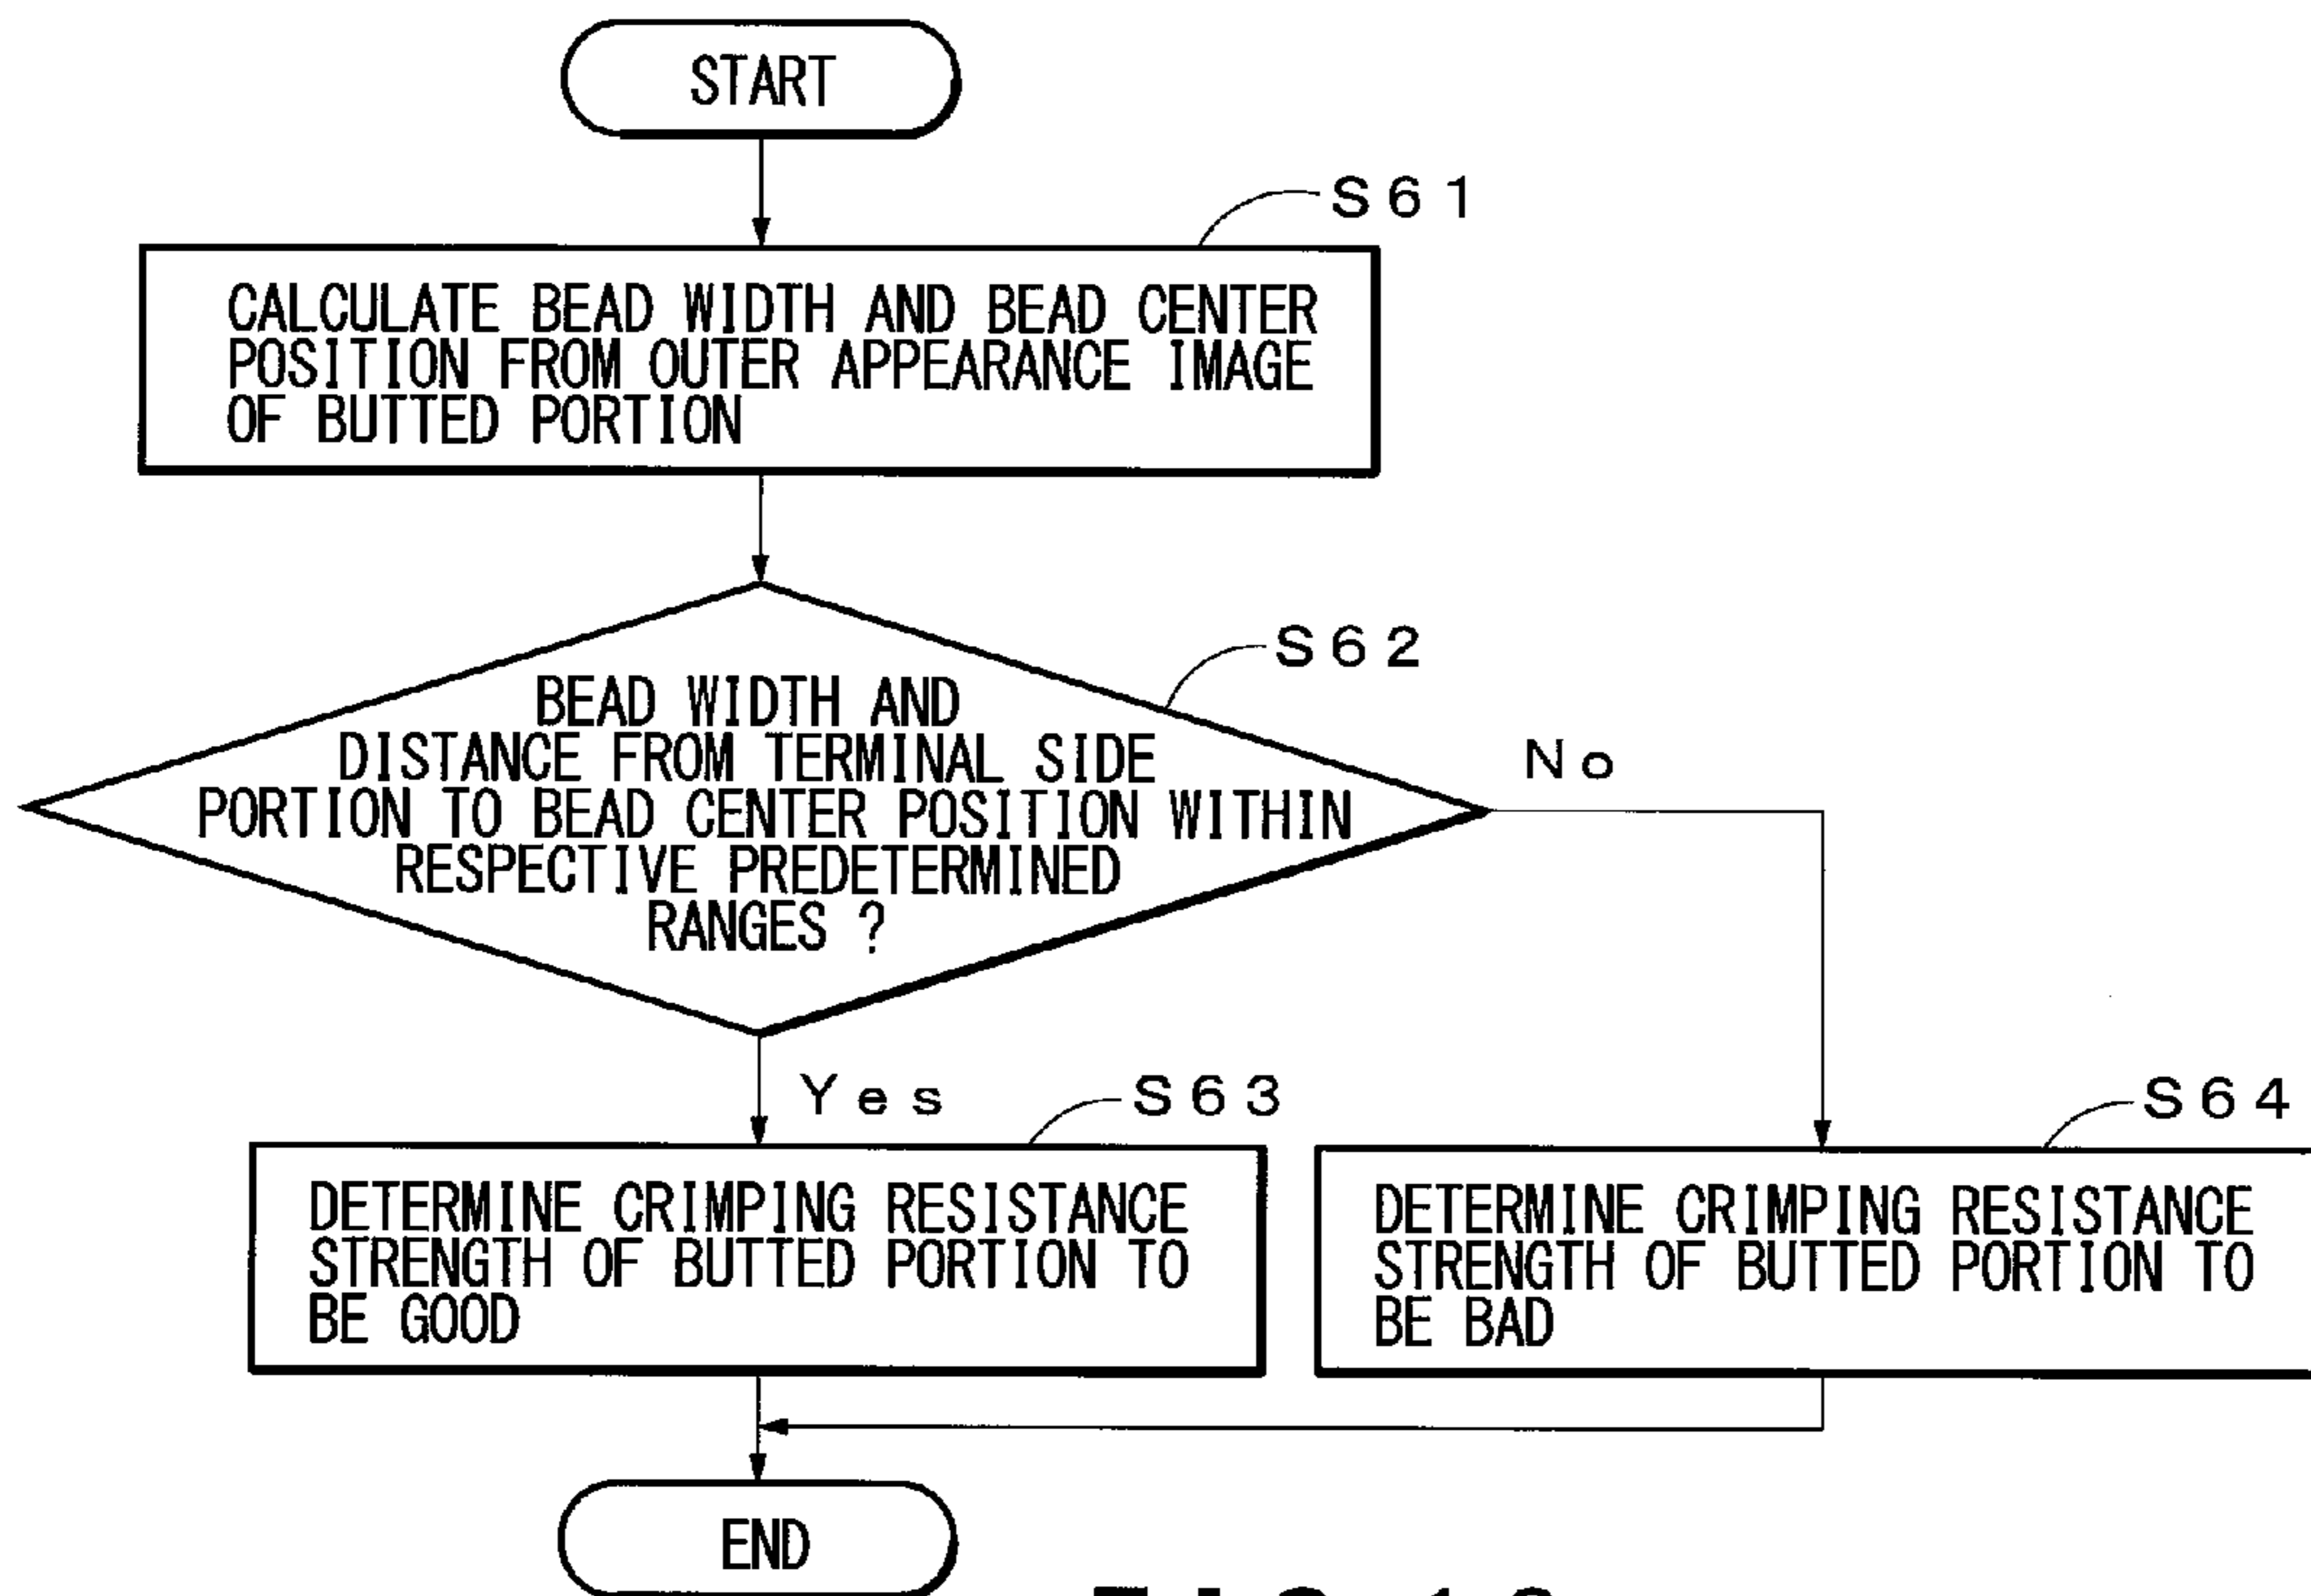 START
S61
CALCULATE BEAD WIDTH AND BEAD CENTER
POSITION FROM OUTER APPEARANCE IMAGE
OF BUTTED PORTION
S62
BEAD WIDTH AND
DISTANCE FROM TERMINAL SIDE
PORTION TO BEAD CENTER POSITION WITHIN
RESPECTIVE PREDETERMINED
RANGES ?
No
Yes
S63
S64
DETERMINE CRIMPING RESISTANCE
STRENGTH OF BUTTED PORTION TO
BE GOOD
DETERMINE CRIMPING RESISTANCE
STRENGTH OF BUTTED PORTION TO
BE BAD
END